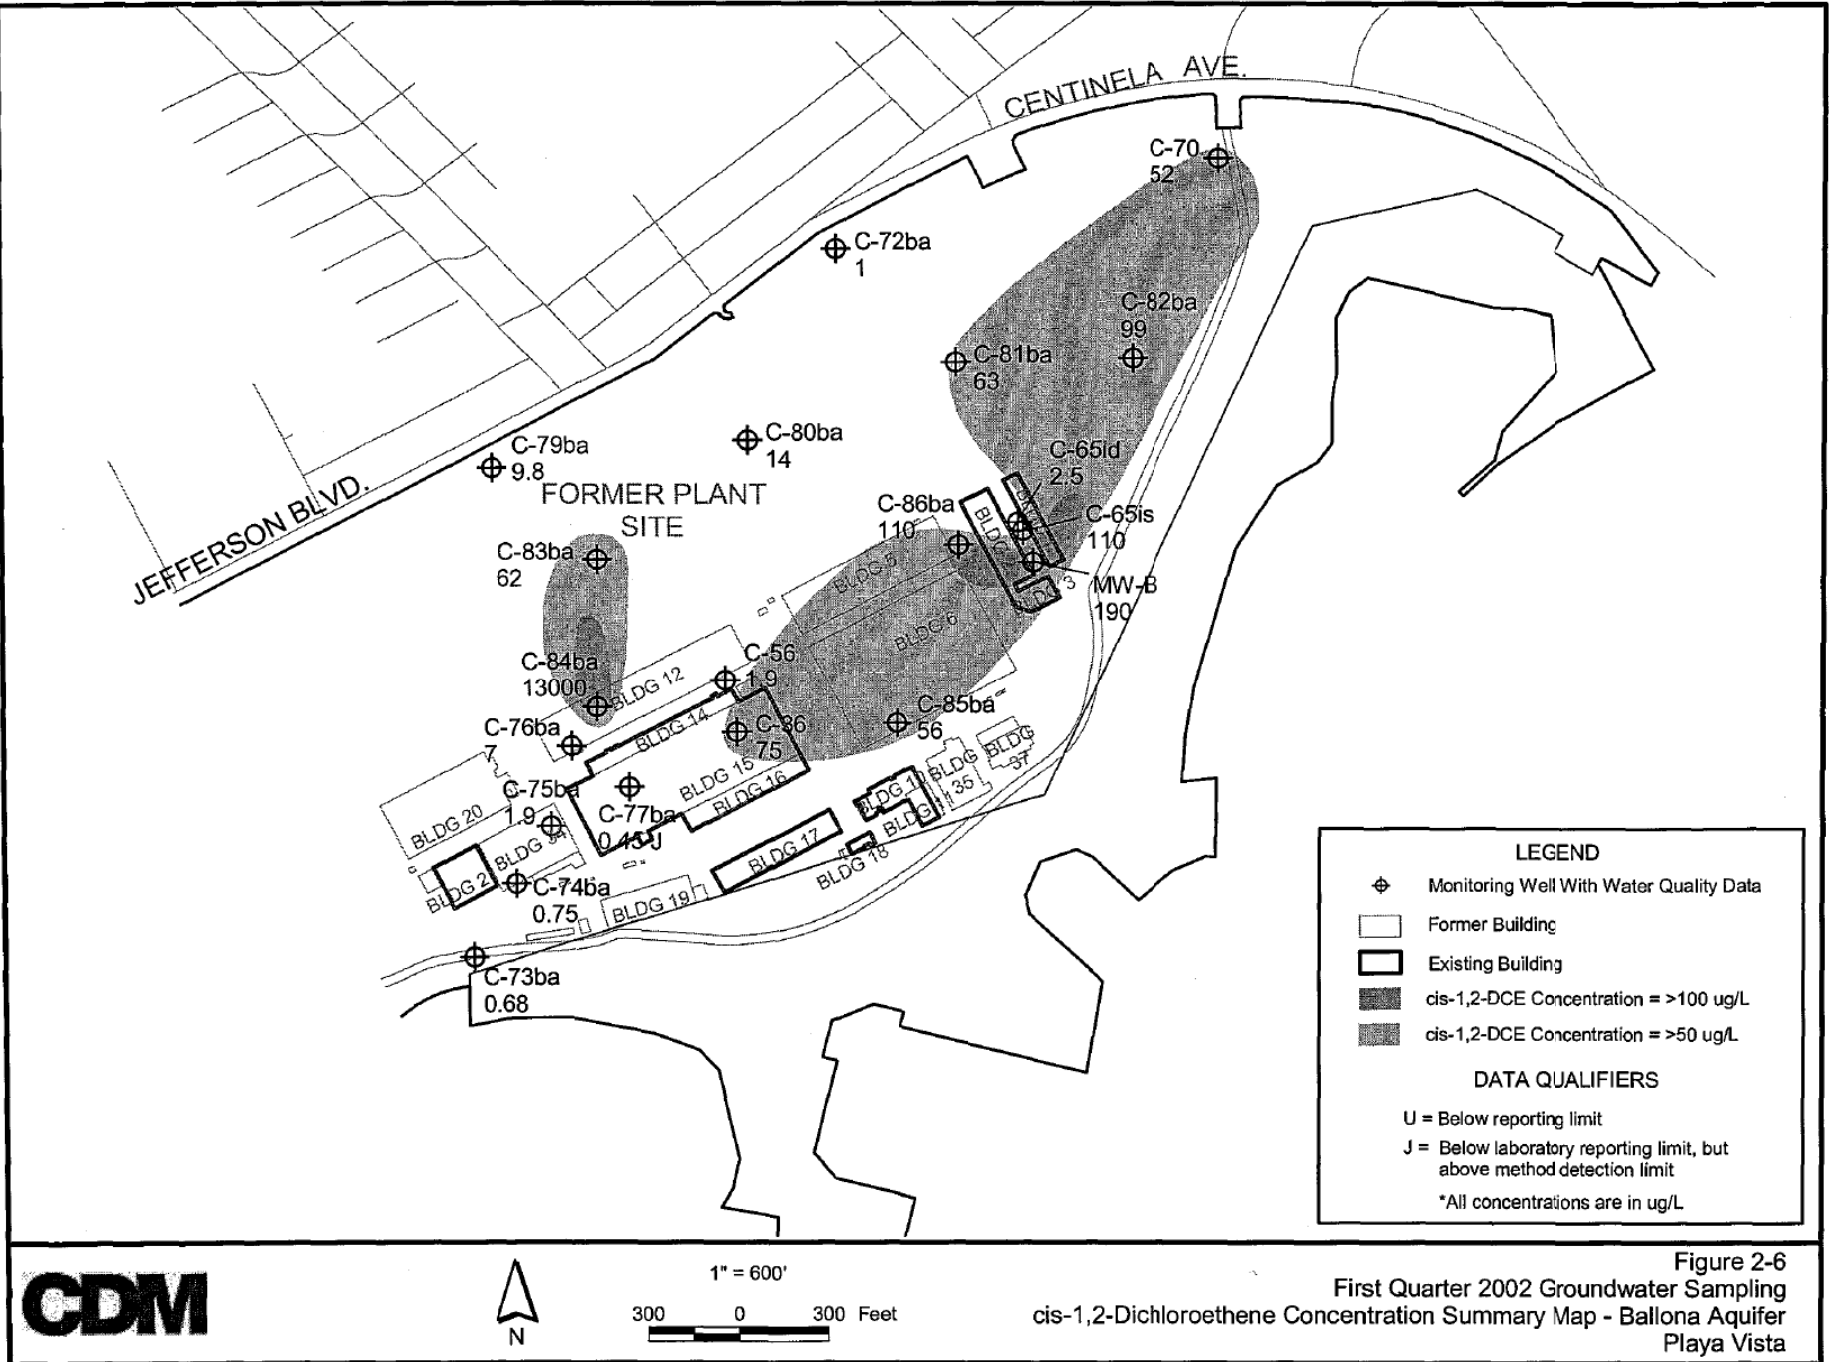 CENTINELA AVE.
C-70
52
C-72ba
1
C-82ba
99
C-81ba
63
C-80ba
14
C-79ba
9.8
C-65id
2.5
JEFFERSON BLVD.
FORMER PLANT
SITE
C-86ba
110
BLDG
C-65is
110
C-83ba
62
BLDG 5
MW-B
190
BLDG 6
C-56
1.9
C-84ba
13000
BLDG 12
C-85ba
56
C-76ba
7
BLDG 14
C-36
75
BLDG
37
BLDG 15
BLDG 16
BLDG
35
C-75ba
1.9
C-77ba
0.43 J
BLDG 10
BLDG 11
BLDG 20
BLDG 17
BLDG 18
BLDG 2
C-74ba
0.75
BLDG 19
C-73ba
0.68
LEGEND
Monitoring Well With Water Quality Data
Former Building
Existing Building
cis-1,2-DCE Concentration = >100 ug/L
cis-1,2-DCE Concentration = >50 ug/L
DATA QUALIFIERS
U = Below reporting limit
J = Below laboratory reporting limit, but
above method detection limit
*All concentrations are in ug/L
CDM
N
1" = 600'
300 0 300 Feet
Figure 2-6
First Quarter 2002 Groundwater Sampling
cis-1,2-Dichloroethene Concentration Summary Map - Ballona Aquifer
Playa Vista